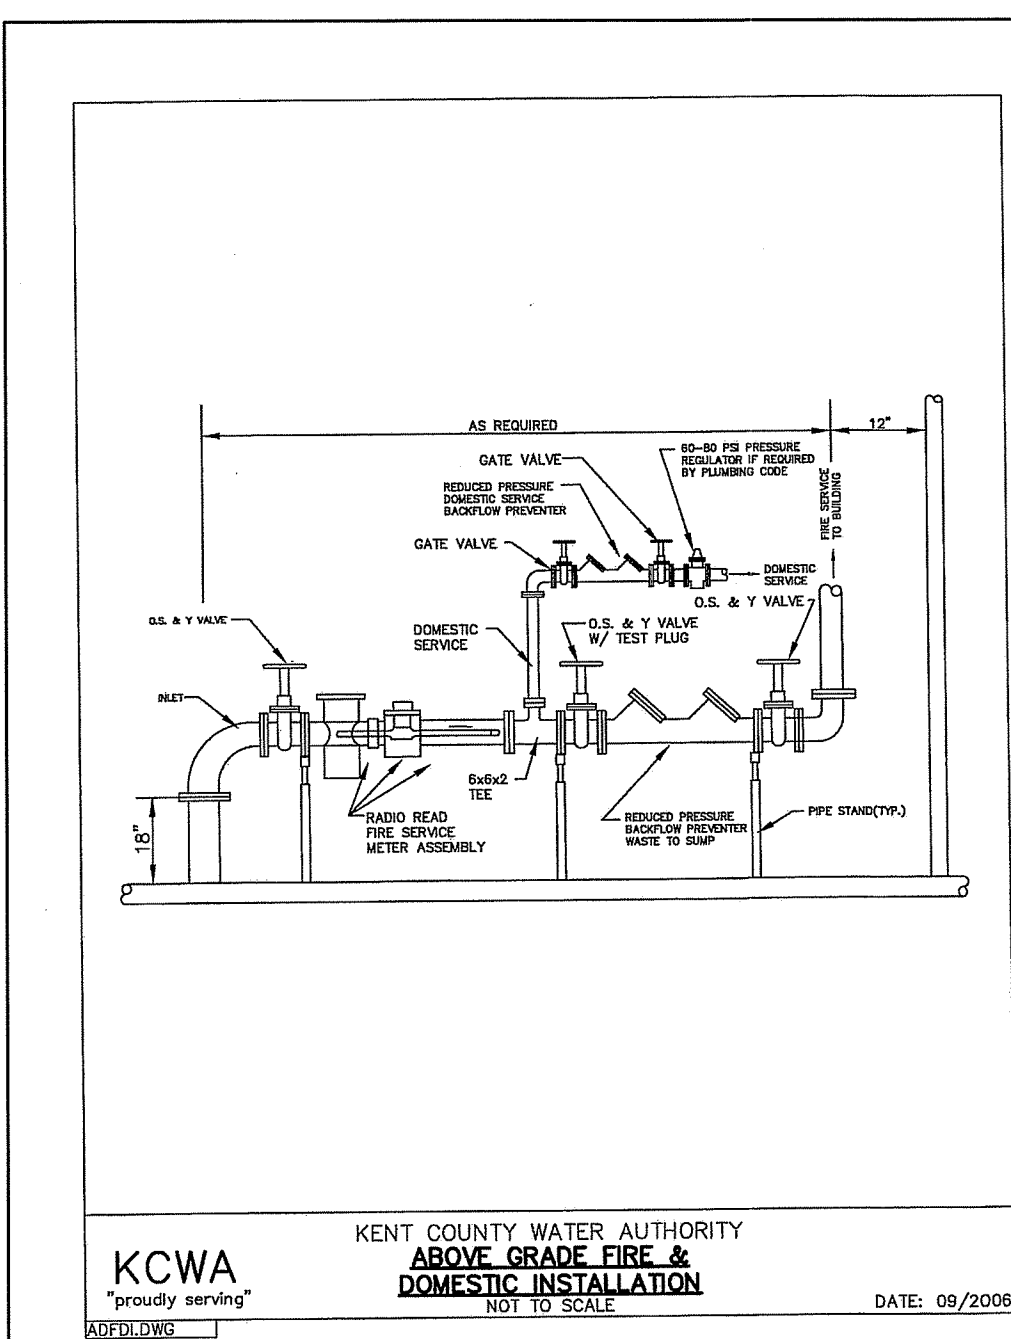 AS REQUIRED
12"
GATE VALVE
60-80 PSI PRESSURE
REGULATOR IF REQUIRED
BY PLUMBING CODE
REDUCED PRESSURE
DOMESTIC SERVICE
BACKFLOW PREVENTER
FIRE SERVICE
TO BUILDING
GATE VALVE
DOMESTIC
SERVICE
O.S. & Y VALVE
O.S. & Y VALVE
DOMESTIC
SERVICE
O.S. & Y VALVE
W/ TEST PLUG
INLET
6x6x2
TEE
18"
RADIO READ
FIRE SERVICE
METER ASSEMBLY
REDUCED PRESSURE
BACKFLOW PREVENTER
WASTE TO SUMP
PIPE STAND(TYP.)
KENT COUNTY WATER AUTHORITY
ABOVE GRADE FIRE &
DOMESTIC INSTALLATION
NOT TO SCALE
KCWA
"proudly serving"
DATE: 09/2006
ADFDI.DWG